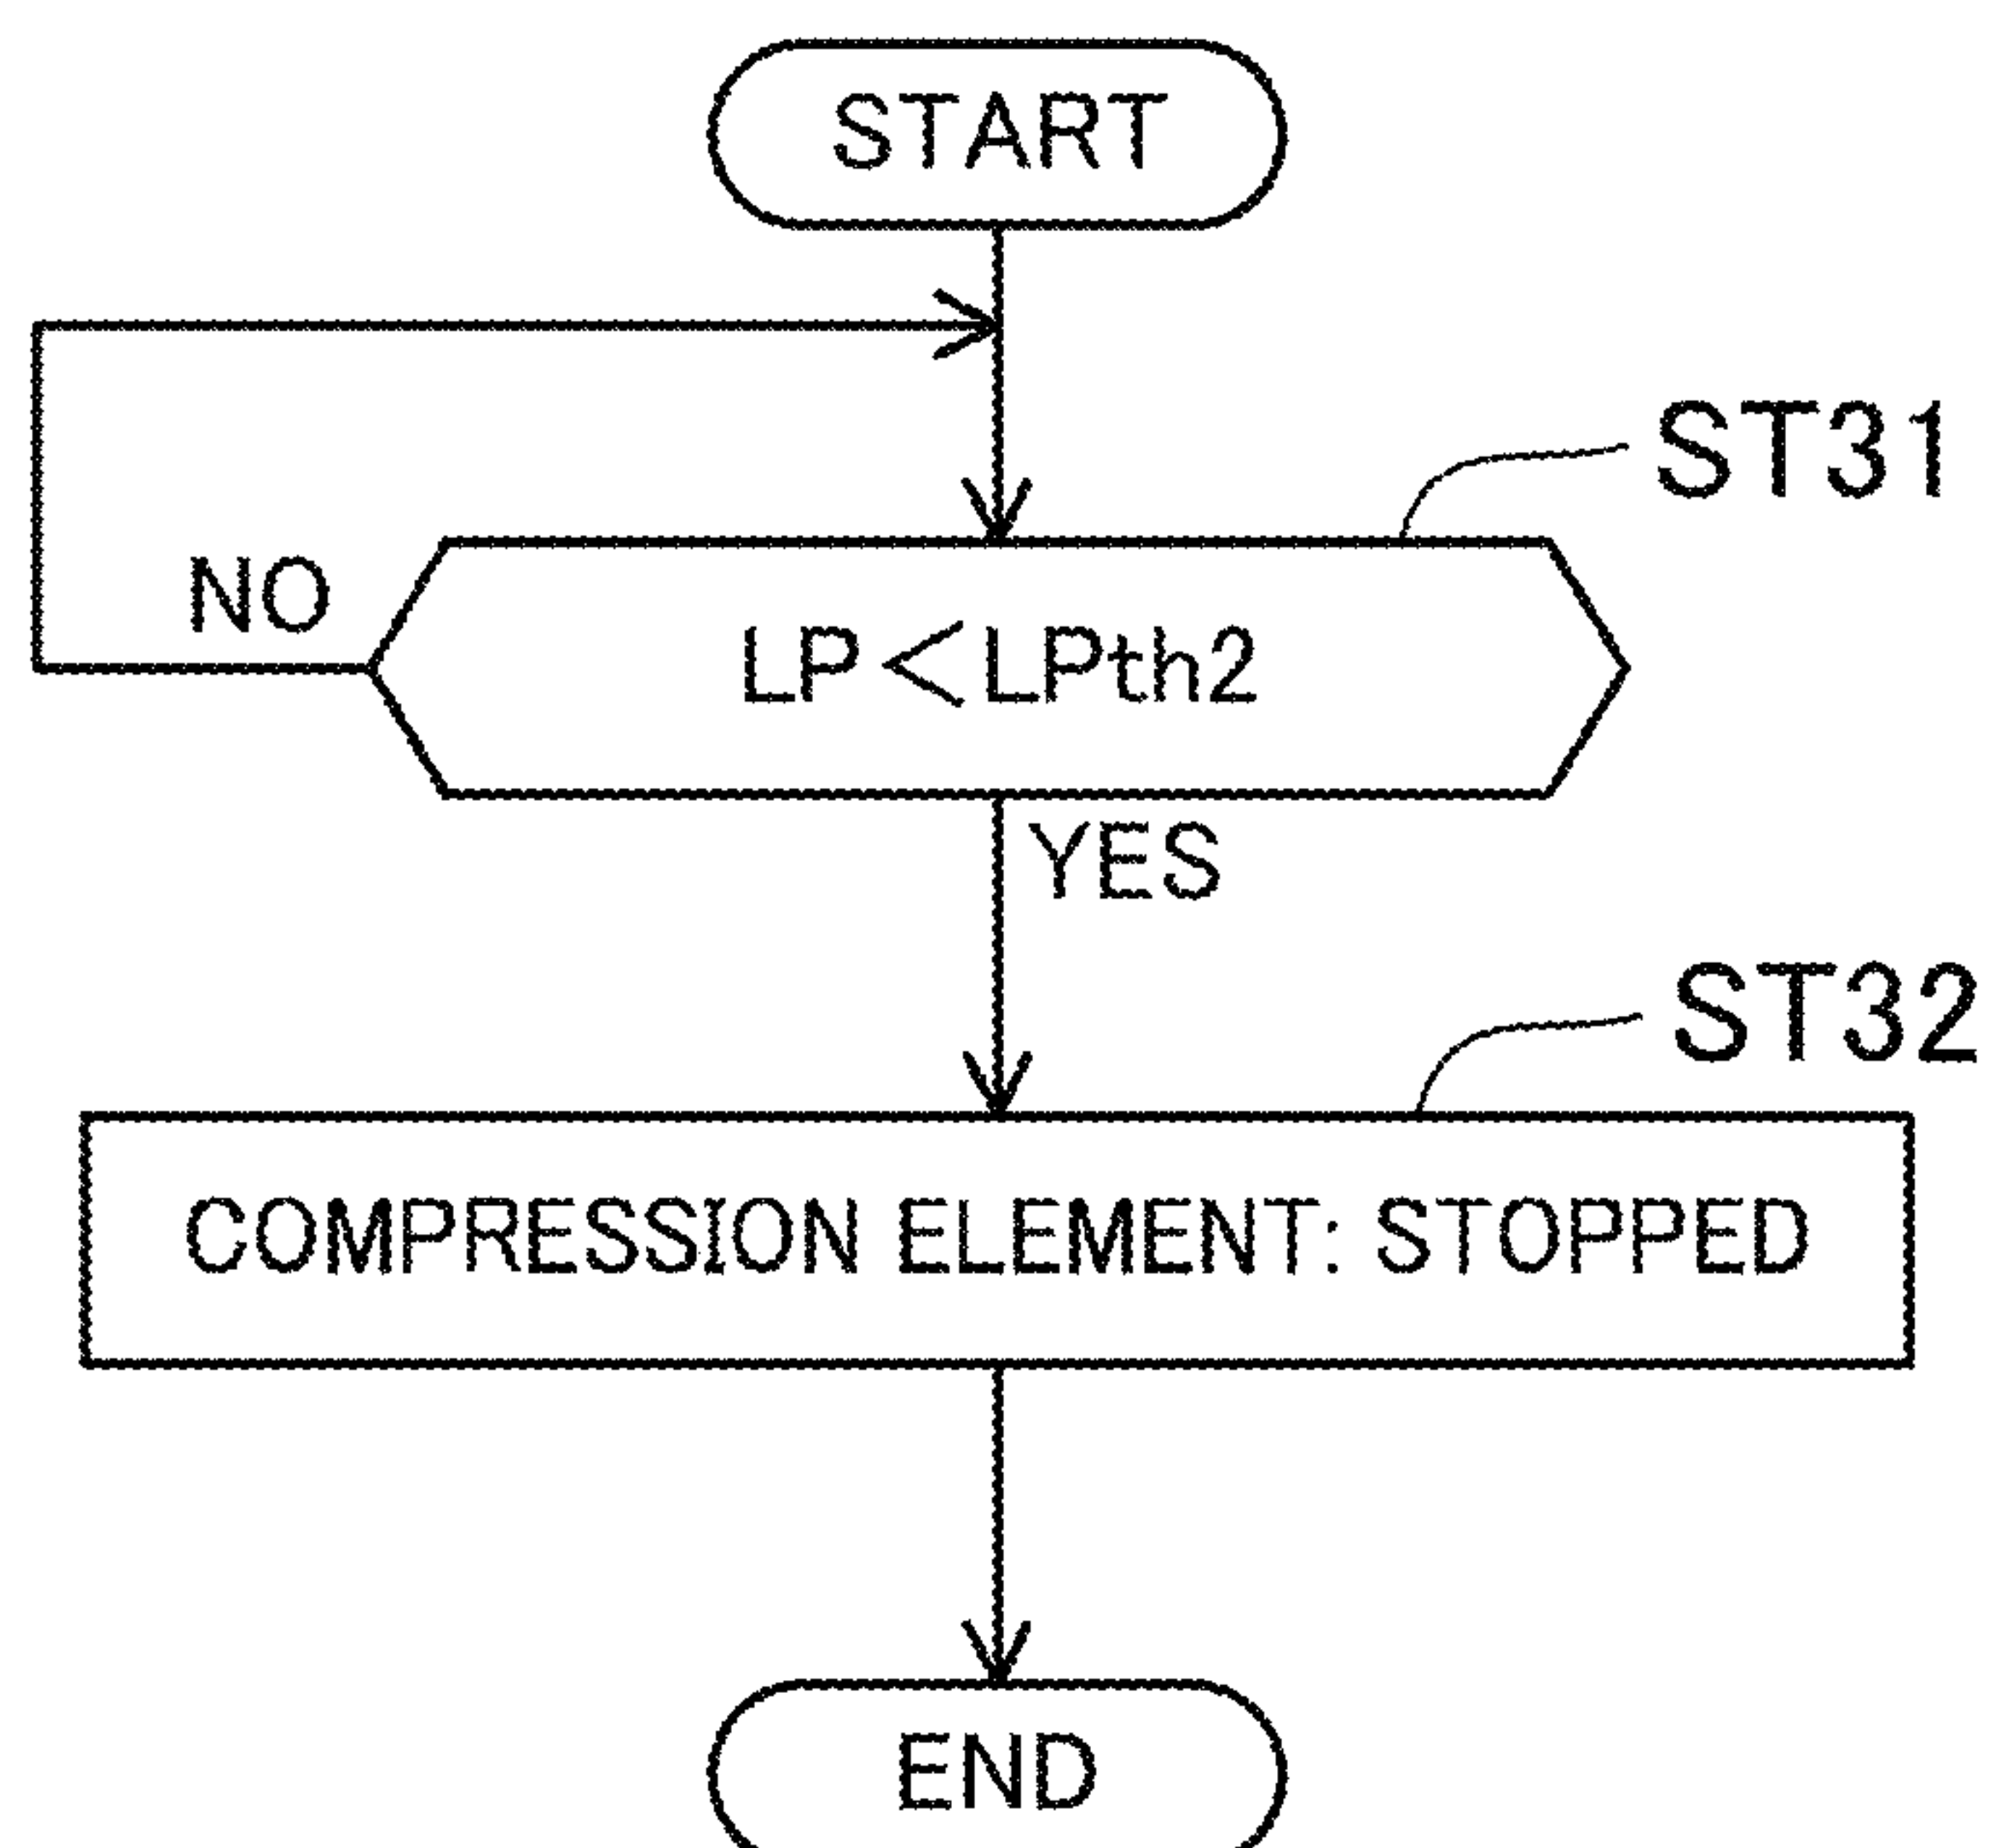 START
ST31
NO
LP<LPth2
YES
ST32
COMPRESSION ELEMENT: STOPPED
END